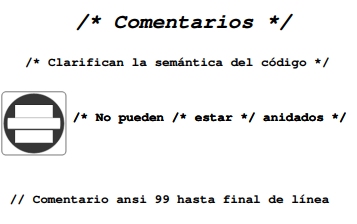 /* Comentarios */
/* Clarifican la semántica del código */
/* No pueden /* estar */ anidados */
// Comentario ansi 99 hasta final de línea